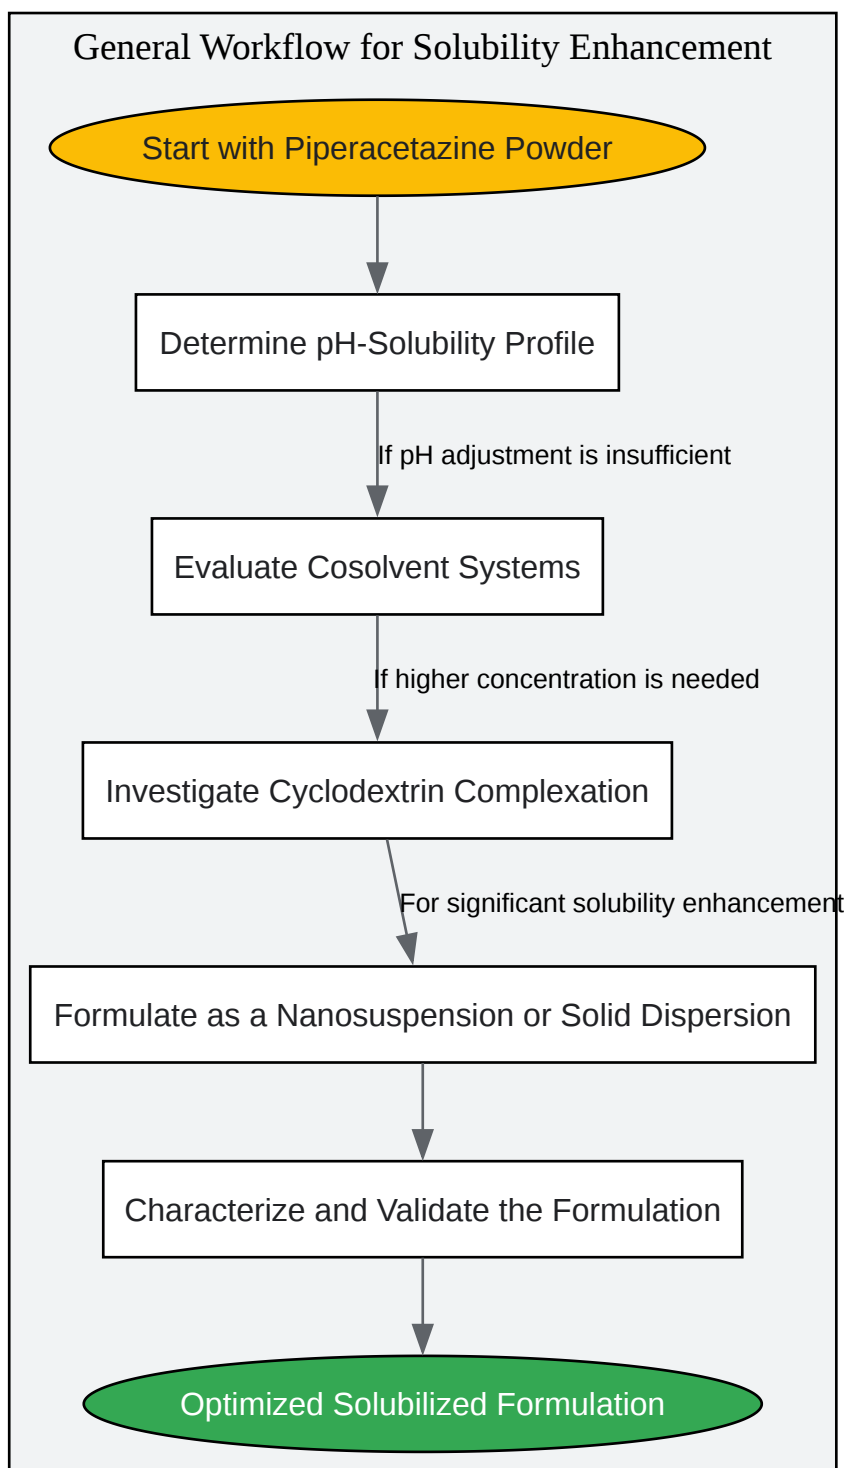 General Workflow for Solubility Enhancement
Start with Piperacetazine Powder
Determine pH-Solubility Profile
If pH adjustment is insufficient
Evaluate Cosolvent Systems
If higher concentration is needed
Investigate Cyclodextrin Complexation
For significant solubility enhancement
Formulate as a Nanosuspension or Solid Dispersion
Characterize and Validate the Formulation
Optimized Solubilized Formulation